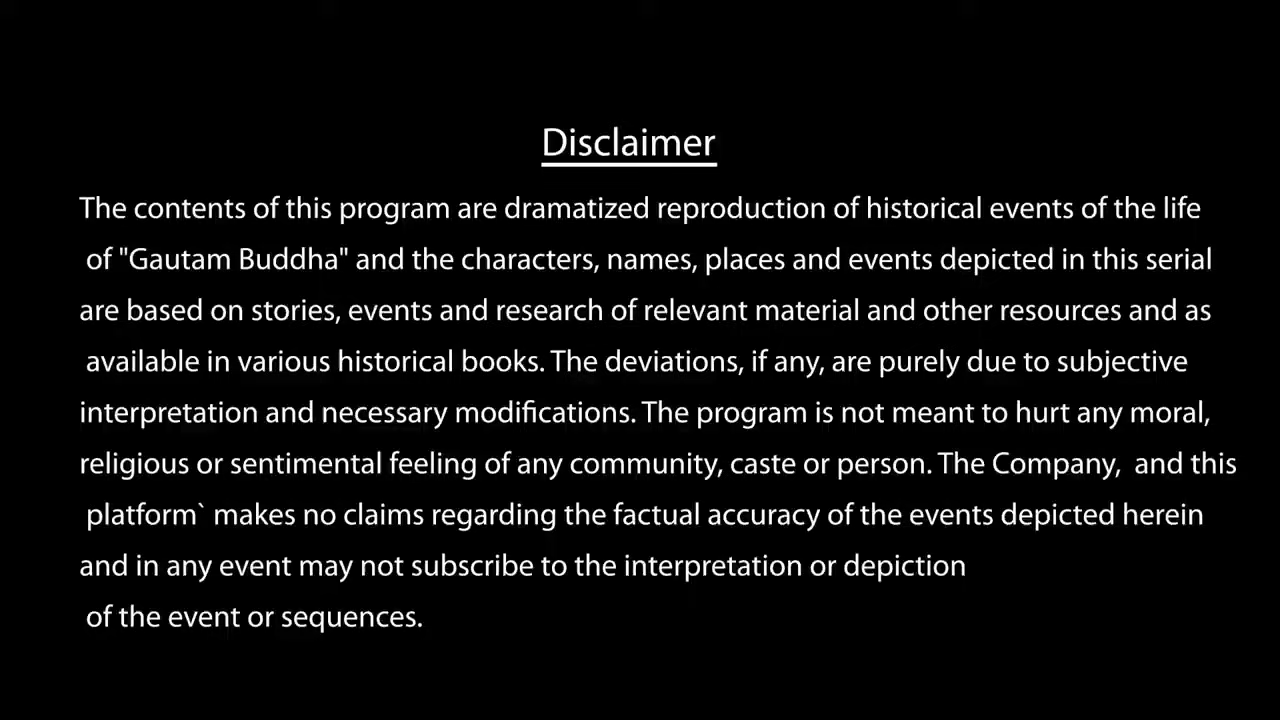 Disclaimer
The contents of this program are dramatized reproduction of historical events of the life
of "Gautam Buddha" and the characters, names, places and events depicted in this serial
are based on stories, events and research of relevant material and other resources and as
available in various historical books. The deviations, if any, are purely due to subjective
interpretation and necessary modifications. The program is not meant to hurt any moral,
religious or sentimental feeling of any community, caste or person. The Company,  and this
platform` makes no claims regarding the factual accuracy of the events depicted herein
and in any event may not subscribe to the interpretation or depiction
of the event or sequences.